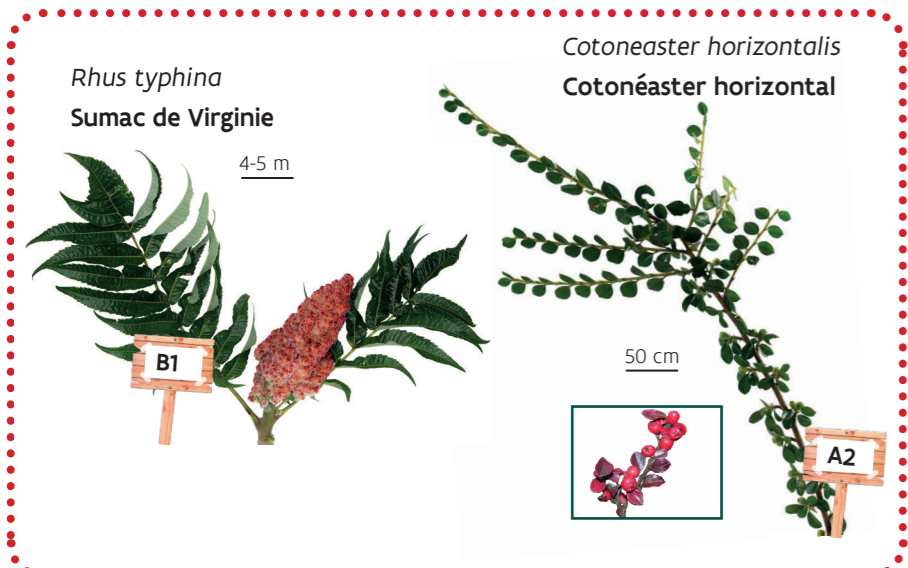 Rhus typhina
Sumac de Virginie
4-5 m
B1
Cotoneaster horizontalis
Cotonéaster horizontal
50 cm
A2